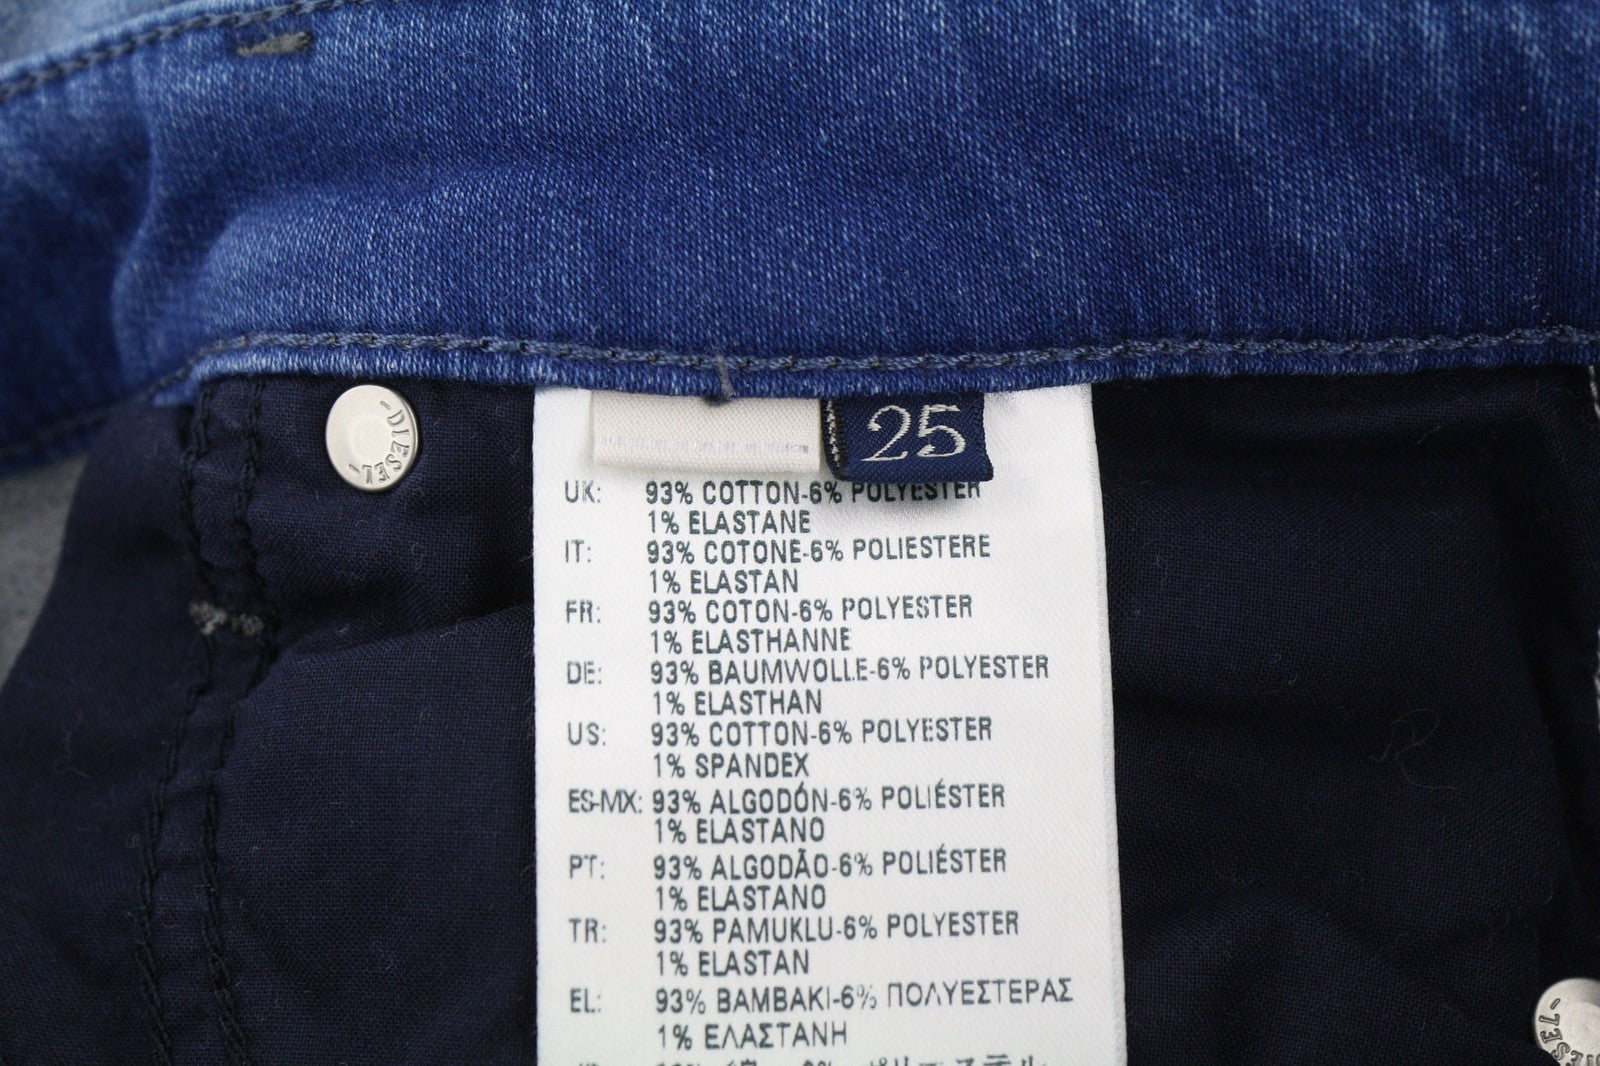 -DIESEL-
25
UK: 93% COTTON-6% POLYESTER
1% ELASTANE
IT: 93% COTONE-6% POLIESTERE
1% ELASTAN
FR: 93% COTON-6% POLYESTER
1% ELASTHANNE
DE: 93% BAUMWOLLE-6% POLYESTER
1% ELASTHAN
US: 93% COTTON-6% POLYESTER
1% SPANDEX
ES-MX: 93% ALGODÓN-6% POLIÉSTER
1% ELASTANO
PT: 93% ALGODÃO-6% POLIÉSTER
1% ELASTANO
TR: 93% PAMUKLU-6% POLYESTER
1% ELASTAN
EL: 93% ΒΑΜΒΑΚΙ-6% ΠΟΛΥΕΣΤΕΡΑΣ
1% ΕΛΑΣΤΑΝΗ